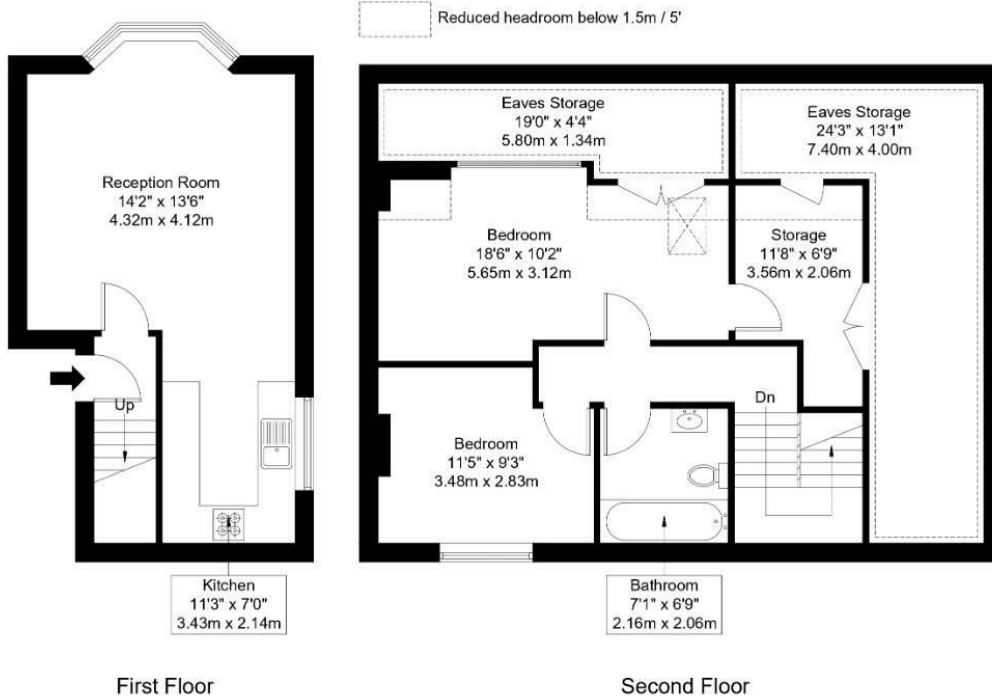 Reduced headroom below 1.5m / 5'
Reception Room
14'2" x 13'6"
4.32m x 4.12m
Up
Kitchen
11'3" x 7'0"
3.43m x 2.14m
First Floor
Eaves Storage
19'0" x 4'4"
5.80m x 1.34m
Eaves Storage
24'3" x 13'1"
7.40m x 4.00m
Bedroom
18'6" x 10'2"
5.65m x 3.12m
Storage
11'8" x 6'9"
3.56m x 2.06m
Dn
Bedroom
11'5" x 9'3"
3.48m x 2.83m
Bathroom
7'1" x 6'9"
2.16m x 2.06m
Second Floor